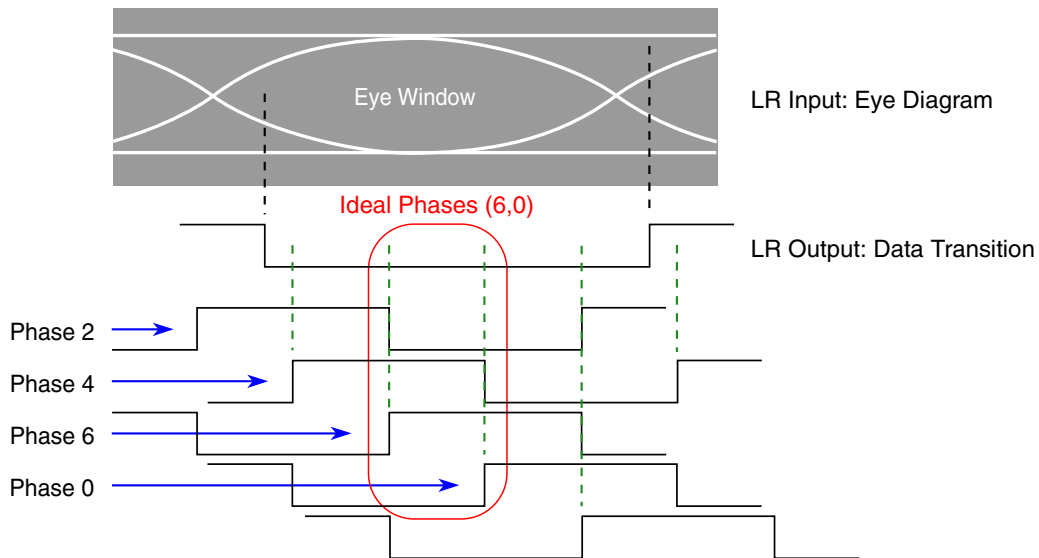 Eye Window
LR Input: Eye Diagram
Ideal Phases (6,0)
LR Output: Data Transition
Phase 2
Phase 4
Phase 6
Phase 0